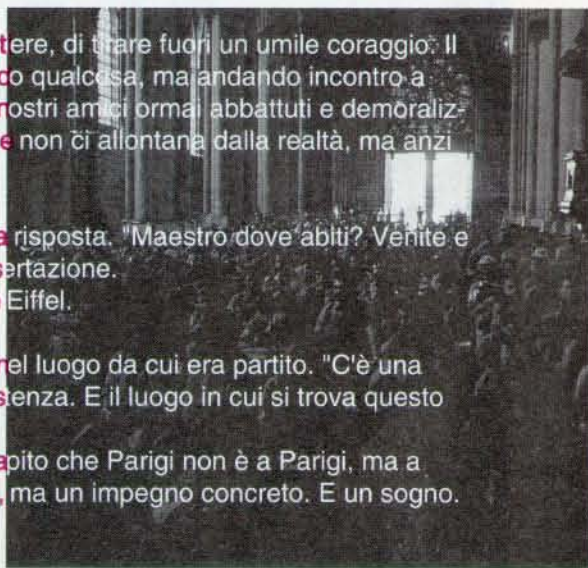 tere, di tirare fuori un umile coraggio. Il
do qualcosa, ma andando incontro a
nostri amici ormai abbattuti e demoraliz-
e non ci allontana dalla realtà, ma anzi
a risposta. "Maestro dove abiti? Venite e
sertazione.
Eiffel.
nel luogo da cui era partito. "C'è una
stenza. E il luogo in cui si trova questo
apito che Parigi non è a Parigi, ma a
, ma un impegno concreto. E un sogno.